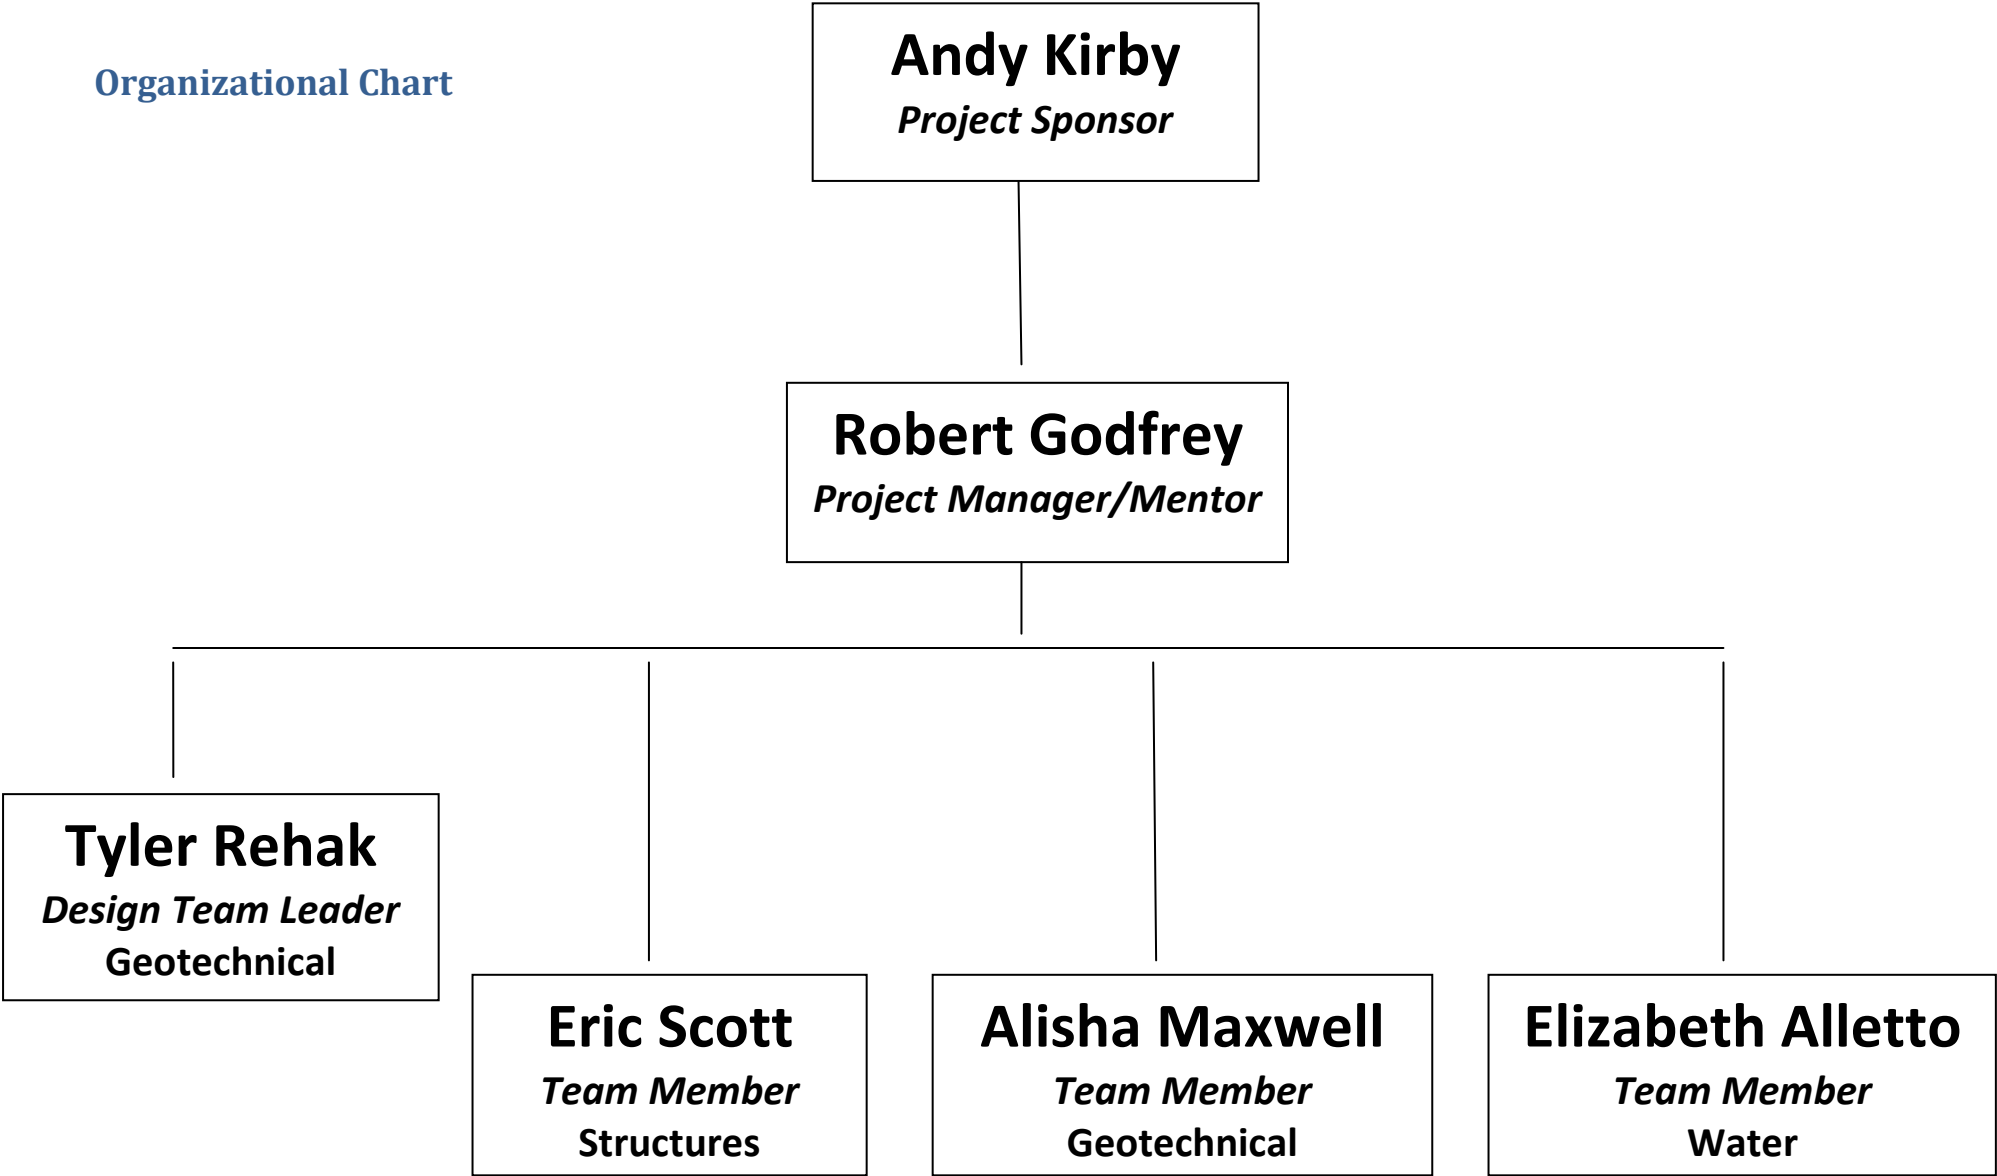 Organizational Chart
Andy Kirby
Project Sponsor
Robert Godfrey
Project Manager/Mentor
Tyler Rehak
Design Team Leader
Geotechnical
Eric Scott
Team Member
Structures
Alisha Maxwell
Team Member
Geotechnical
Elizabeth Alletto
Team Member
Water